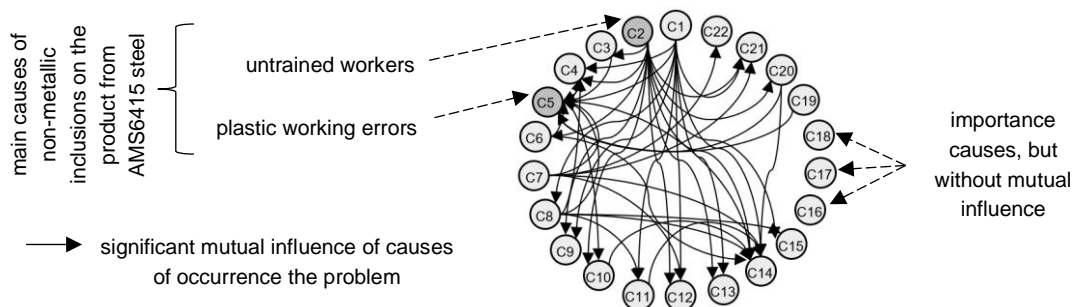 main causes of
non-metallic
inclusions on the
product from
AMS6415 steel
untrained workers
plastic working errors
significant mutual influence of causes
of occurrence the problem
C1
C2
C3
C4
C5
C6
C7
C8
C9
C10
C11
C12
C13
C14
C15
C16
C17
C18
C19
C20
C21
C22
importance
causes, but
without mutual
influence